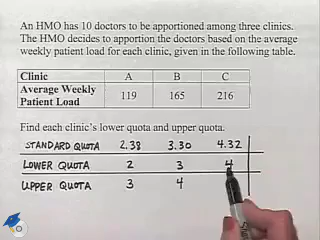 An HMO has 10 doctors to be apportioned among three clinics.
The HMO decides to apportion the doctors based on the average
weekly patient load for each clinic, given in the following table.
Clinic A B C
Average Weekly Patient Load 119 165 216
Find each clinic's lower quota and upper quota.
STANDARD QUOTA 2.38 3.30 4.32
LOWER QUOTA 2 3 4
UPPER QUOTA 3 4